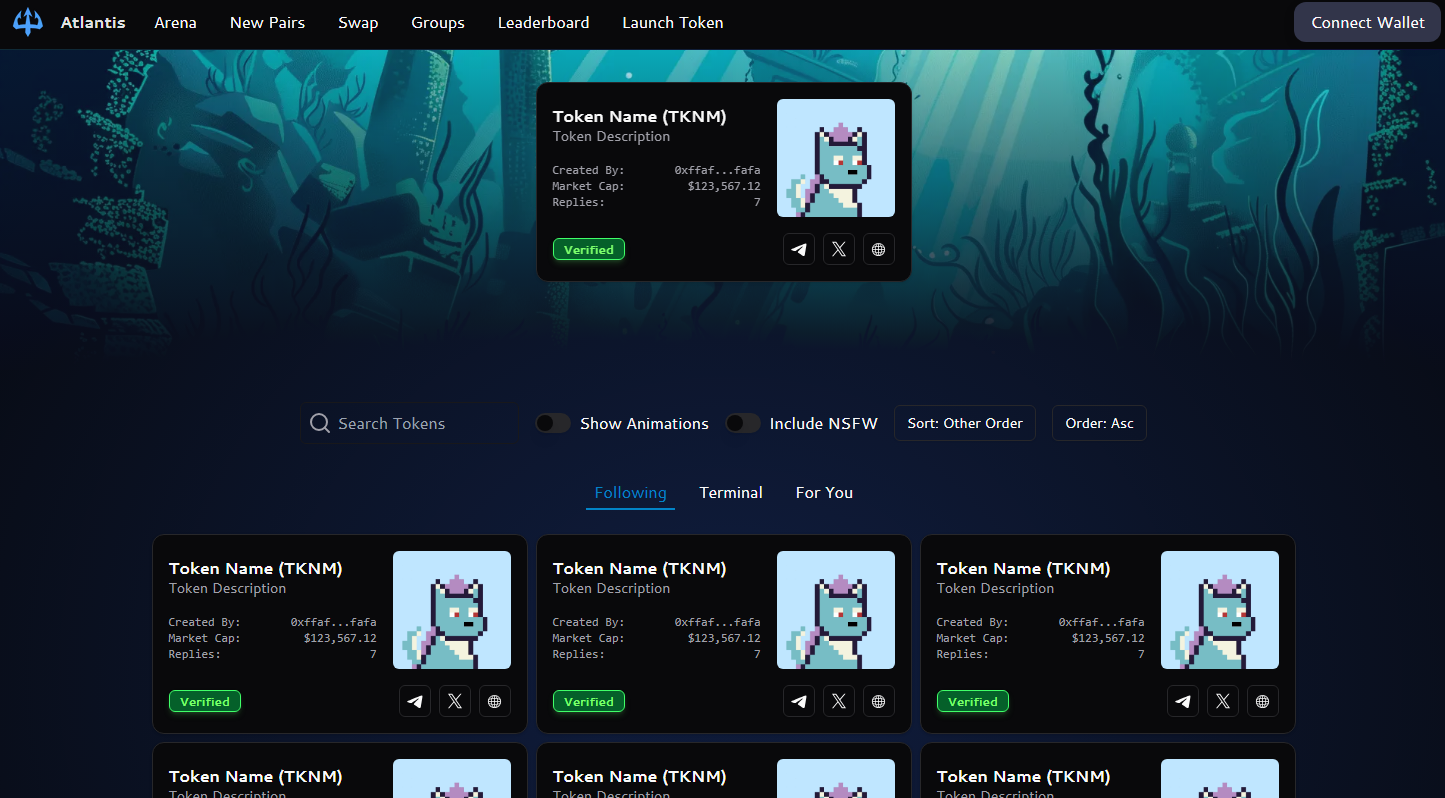 Atlantis Arena New Pairs Swap Groups Leaderboard Launch Token Connect Wallet
Token Name (TKNM)
Token Description
Created By: 0xffaf...fafa
Market Cap: $123,567.12
Replies: 7
Verified
Search Tokens Show Animations Include NSFW Sort: Other Order Order: Asc
Following Terminal For You
Token Name (TKNM)
Token Description
Created By: 0xffaf...fafa
Market Cap: $123,567.12
Replies: 7
Verified
Token Name (TKNM)
Token Description
Created By: 0xffaf...fafa
Market Cap: $123,567.12
Replies: 7
Verified
Token Name (TKNM)
Token Description
Created By: 0xffaf...fafa
Market Cap: $123,567.12
Replies: 7
Verified
Token Name (TKNM)
Token Description
Token Name (TKNM)
Token Description
Token Name (TKNM)
Token Description